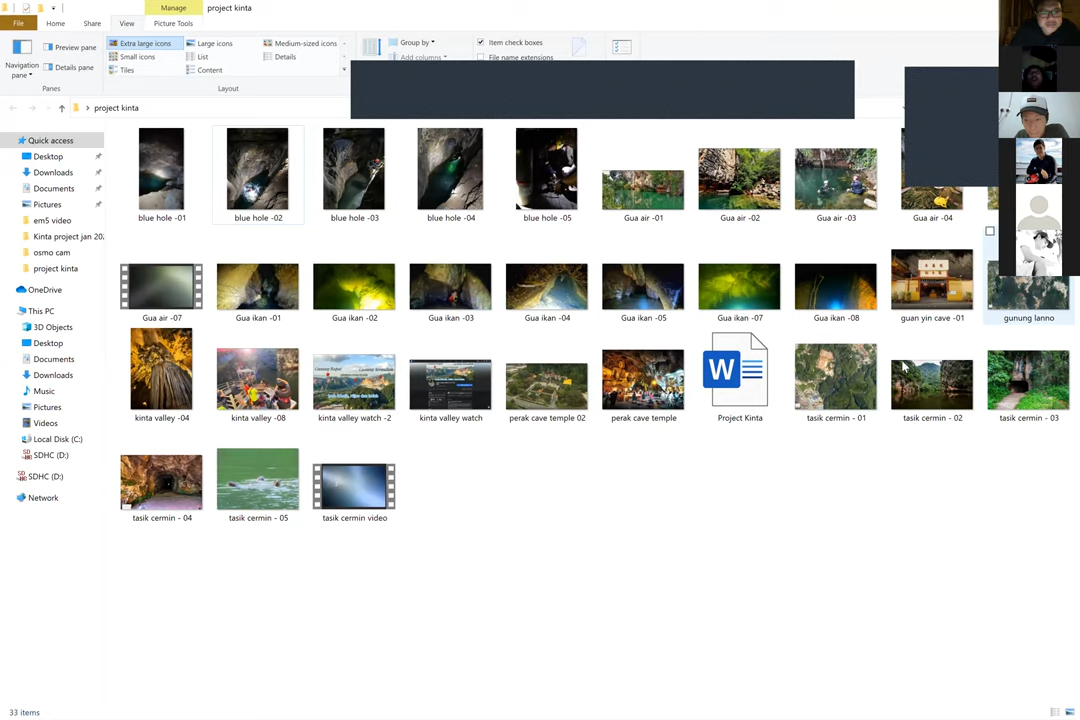 Manage
project kinta
File
Home
Share
View
Picture Tools
Navigation pane
Preview pane
Details pane
Extra large icons
Large icons
Medium-sized icons
Small icons
List
Details
Tiles
Content
Group by
Add columns
Item check boxes
File name extensions
Panes
Layout
project kinta
Quick access
Desktop
Downloads
Documents
Pictures
em5 video
Kinta project jan 202
osmo cam
project kinta
OneDrive
This PC
3D Objects
Desktop
Documents
Downloads
Music
Pictures
Videos
Local Disk (C:)
SDHC (D:)
SDHC (D:)
Network
blue hole -01
blue hole -02
blue hole -03
blue hole -04
blue hole -05
Gua air -01
Gua air -02
Gua air -03
Gua air -04
Gua air -07
Gua ikan -01
Gua ikan -02
Gua ikan -03
Gua ikan -04
Gua ikan -05
Gua ikan -07
Gua ikan -08
guan yin cave -01
gunung lanno
kinta valley -04
kinta valley -08
kinta valley watch -2
kinta valley watch
perak cave temple 02
perak cave temple
W
Project Kinta
tasik cermin - 01
tasik cermin - 02
tasik cermin - 03
tasik cermin - 04
tasik cermin - 05
tasik cermin video
33 items